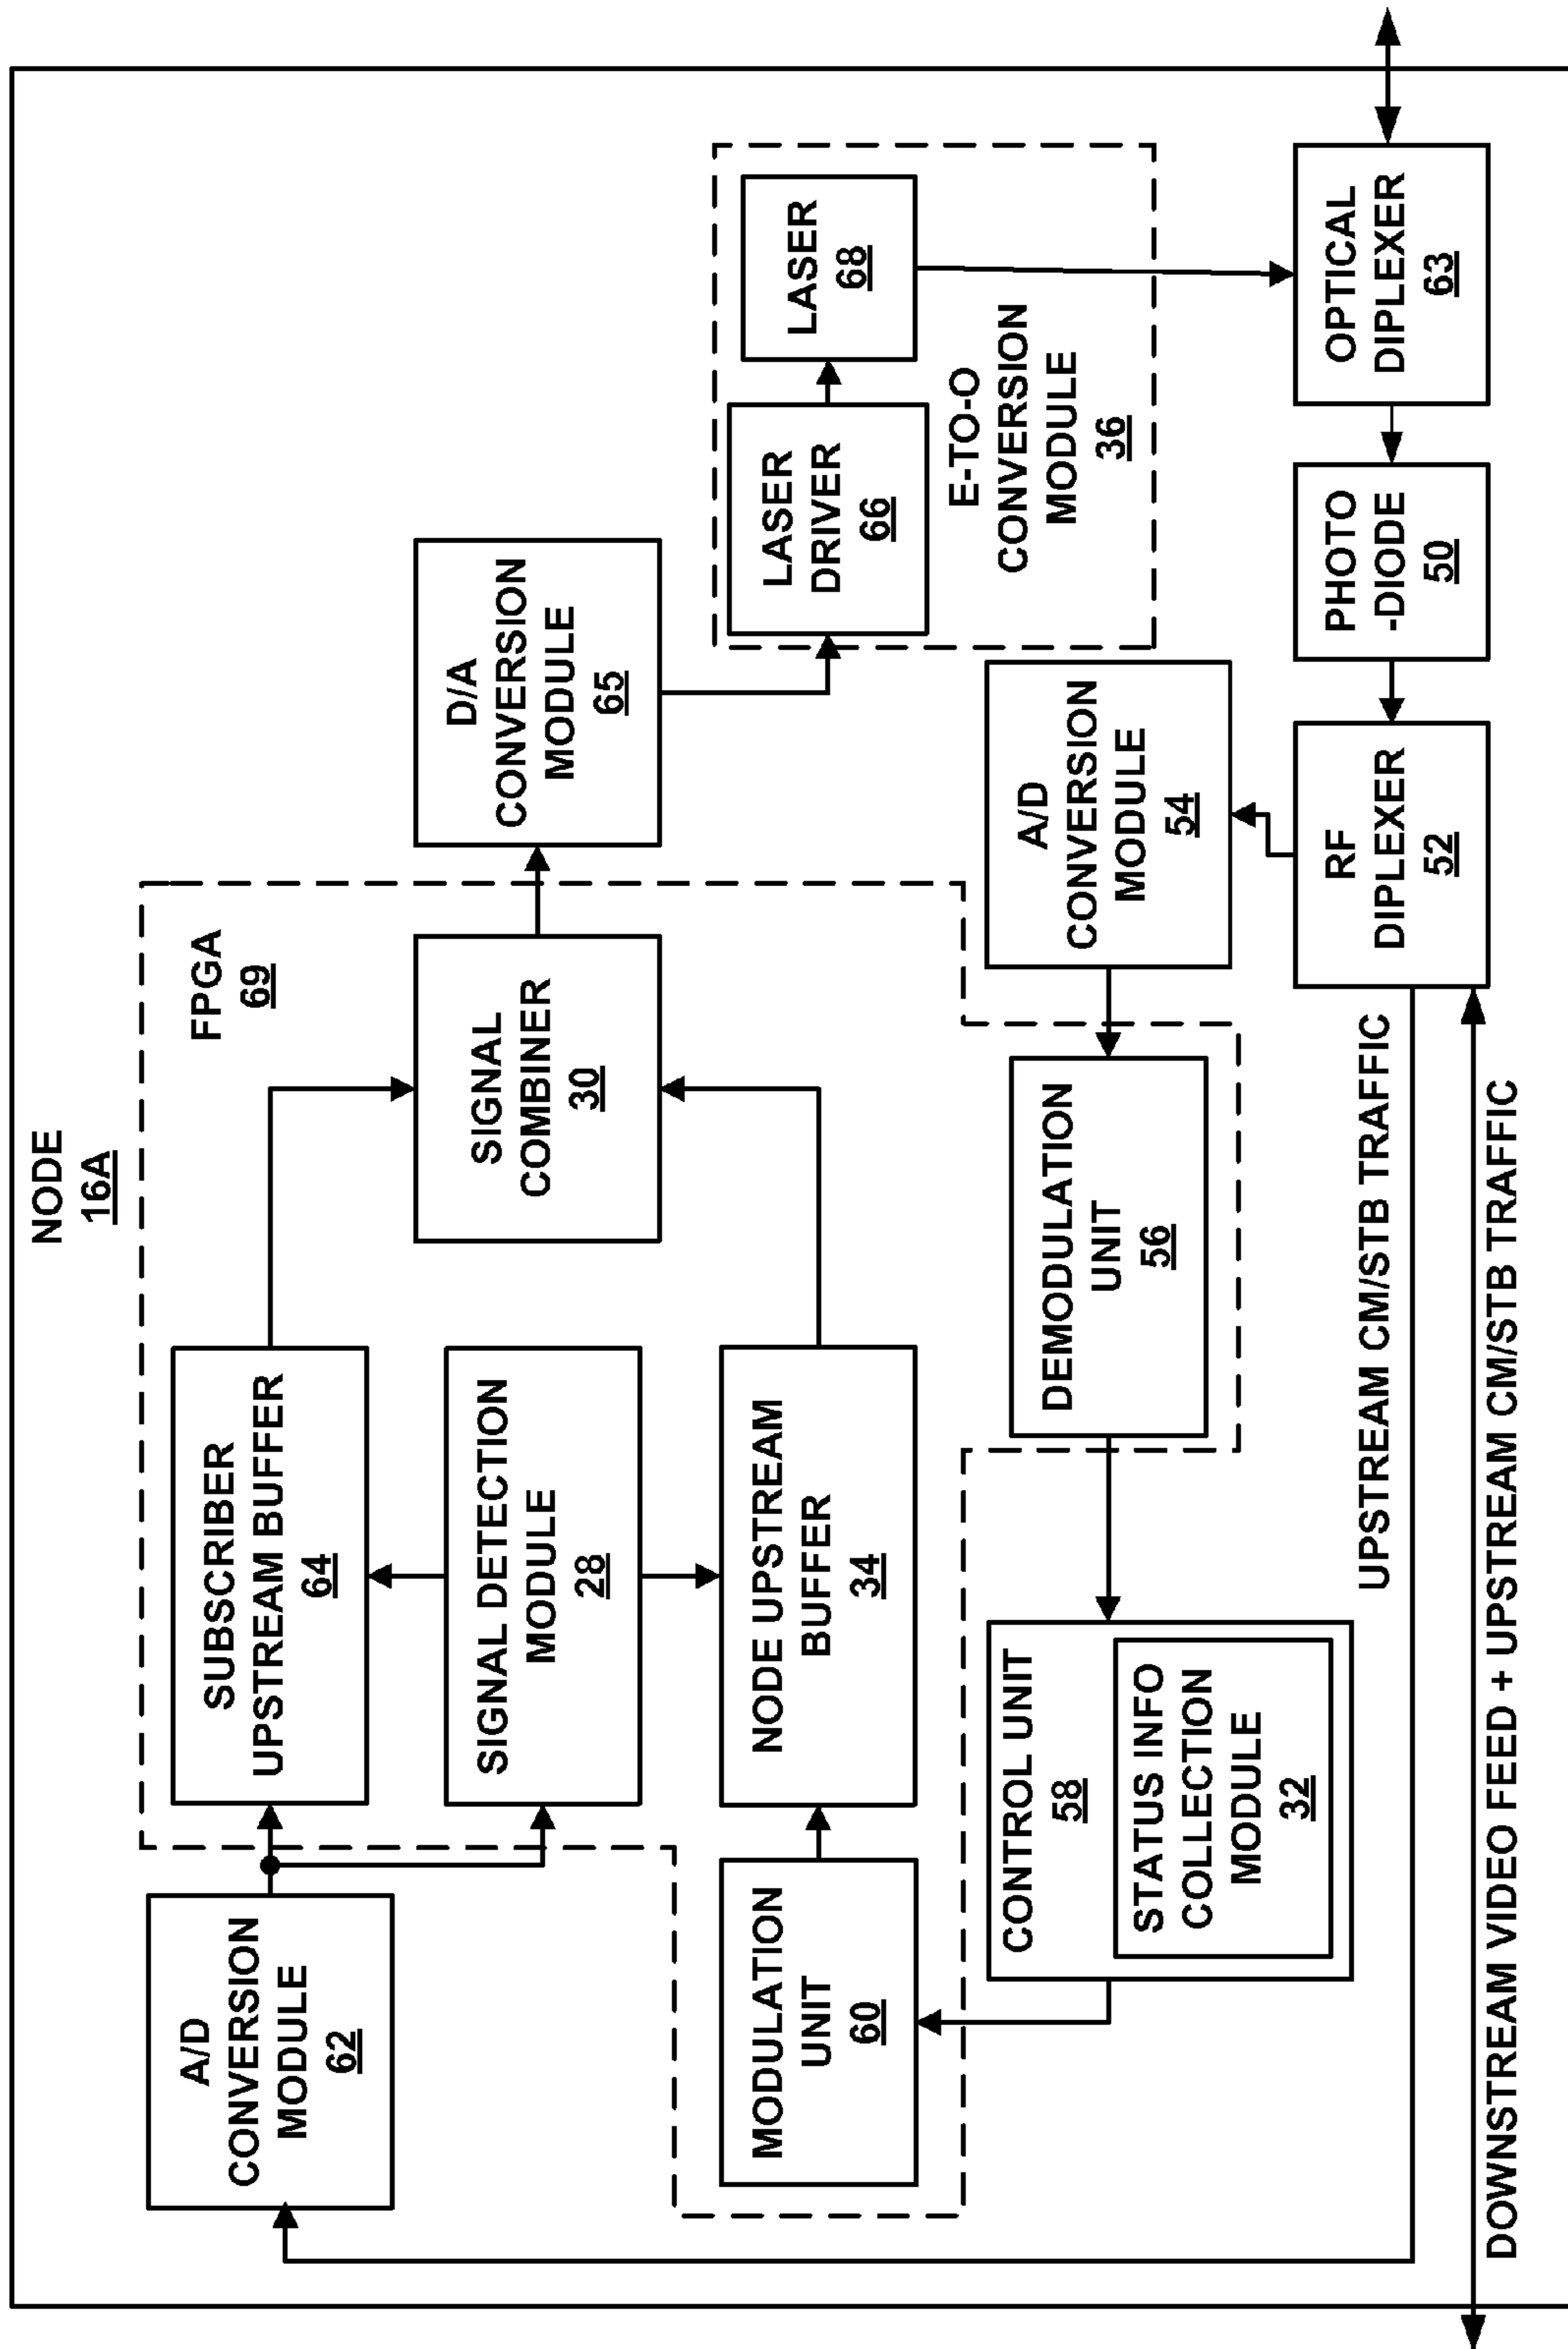 NODE
16A
FPGA
69
A/D
CONVERSION
MODULE
62
SUBSCRIBER
UPSTREAM BUFFER
64
SIGNAL DETECTION
MODULE
28
SIGNAL
COMBINER
30
D/A
CONVERSION
MODULE
65
MODULATION
UNIT
60
NODE UPSTREAM
BUFFER
34
LASER
DRIVER
66
LASER
68
E-TO-O
CONVERSION
MODULE
36
CONTROL UNIT
58
STATUS INFO
COLLECTION
MODULE
32
DEMODULATION
UNIT
56
A/D
CONVERSION
MODULE
54
UPSTREAM CM/STB TRAFFIC
RF
DIPLEXER
52
PHOTO
-DIODE
50
OPTICAL
DIPLEXER
63
DOWNSTREAM VIDEO FEED + UPSTREAM CM/STB TRAFFIC